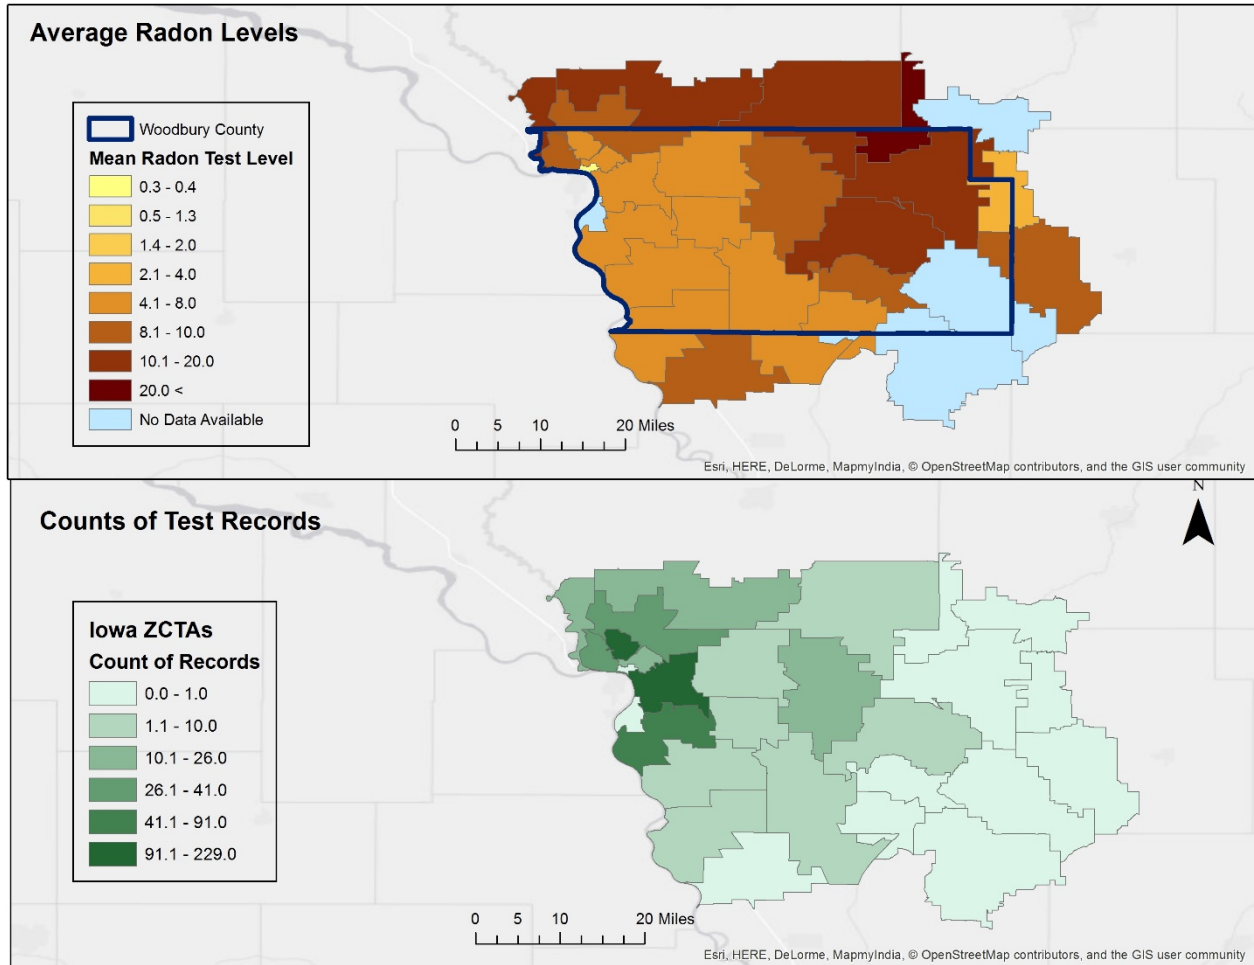 Average Radon Levels
Woodbury County
Mean Radon Test Level
0.3 - 0.4
0.5 - 1.3
1.4 - 2.0
2.1 - 4.0
4.1 - 8.0
8.1 - 10.0
10.1 - 20.0
20.0 <
No Data Available
0 5 10 20 Miles
Esri, HERE, DeLorme, MapmyIndia, © OpenStreetMap contributors, and the GIS user community
Counts of Test Records
N
Iowa ZCTAs
Count of Records
0.0 - 1.0
1.1 - 10.0
10.1 - 26.0
26.1 - 41.0
41.1 - 91.0
91.1 - 229.0
0 5 10 20 Miles
Esri, HERE, DeLorme, MapmyIndia, © OpenStreetMap contributors, and the GIS user community